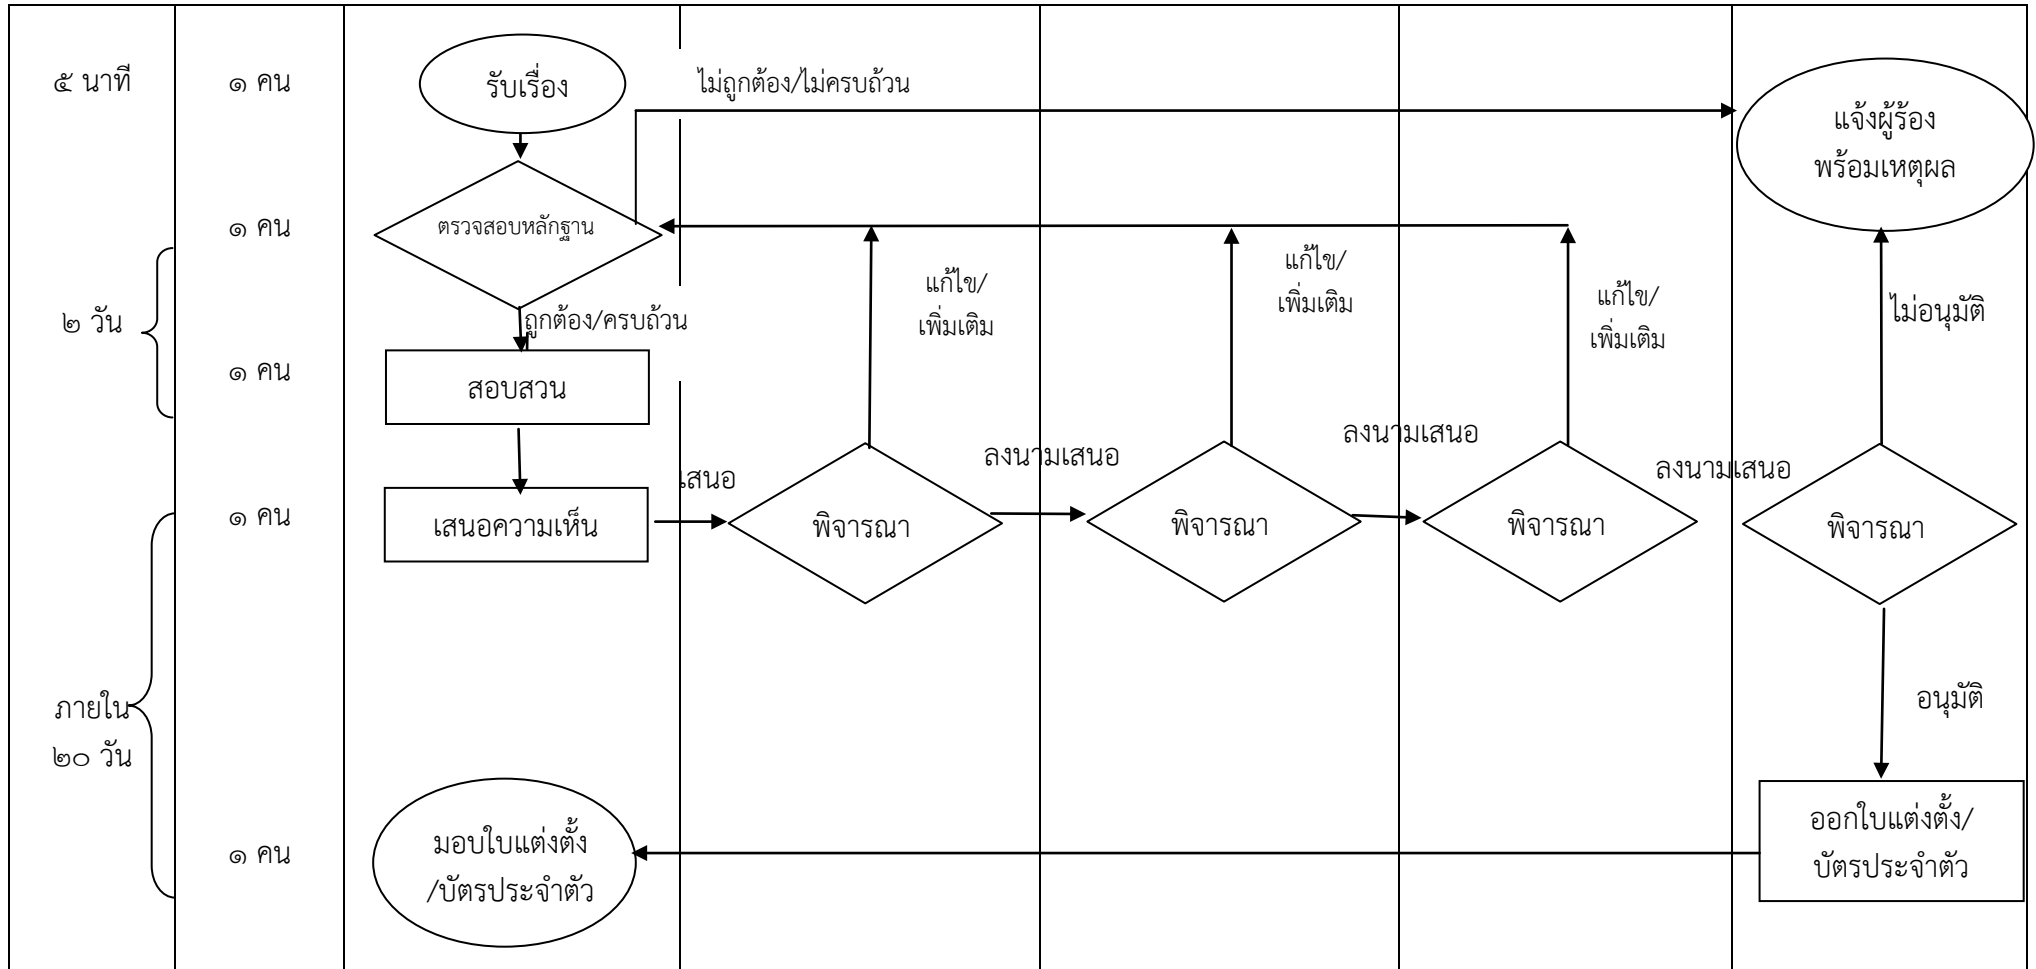 ๕ นาที
๑ คน
รับเรื่อง
ไม่ถูกต้อง/ไม่ครบถ้วน
แจ้งผู้ร้อง
พร้อมเหตุผล
๑ คน
ตรวจสอบหลักฐาน
แก้ไข/
เพิ่มเติม
แก้ไข/
เพิ่มเติม
แก้ไข/
เพิ่มเติม
ไม่อนุมัติ
๒ วัน
ถูกต้อง/ครบถ้วน
๑ คน
สอบสวน
เสนอ
ลงนามเสนอ
ลงนามเสนอ
ลงนามเสนอ
๑ คน
เสนอความเห็น
พิจารณา
พิจารณา
พิจารณา
พิจารณา
ภายใน
๒๐ วัน
อนุมัติ
๑ คน
มอบใบแต่งตั้ง
/บัตรประจำตัว
ออกใบแต่งตั้ง/
บัตรประจำตัว